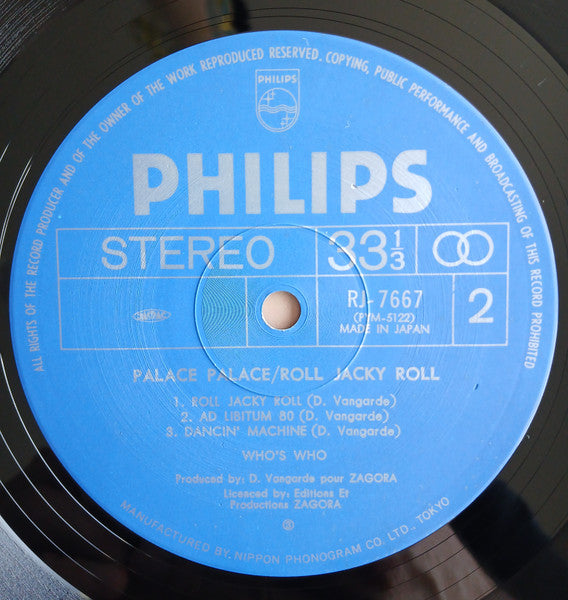 ALL RIGHTS OF THE RECORD PRODUCER AND OF THE OWNER OF THE WORK REPRODUCED RESERVED. COPYING, PUBLIC PERFORMANCE AND BROADCASTING OF THIS RECORD PROHIBITED
PHILIPS
PHILIPS
STEREO 33⅓
RJ-7667
(PYM-5122)
MADE IN JAPAN
2
PALACE PALACE/ROLL JACKY ROLL
1. ROLL JACKY ROLL (D. Vangarde)
2. AD LIBITUM 80 (D. Vangarde)
3. DANCIN' MACHINE (D. Vangarde)
WHO'S WHO
Produced by: D. Vangarde pour ZAGORA
Licenced by: Editions Et
Productions ZAGORA
MANUFACTURED BY NIPPON PHONOGRAM CO. LTD., TOKYO